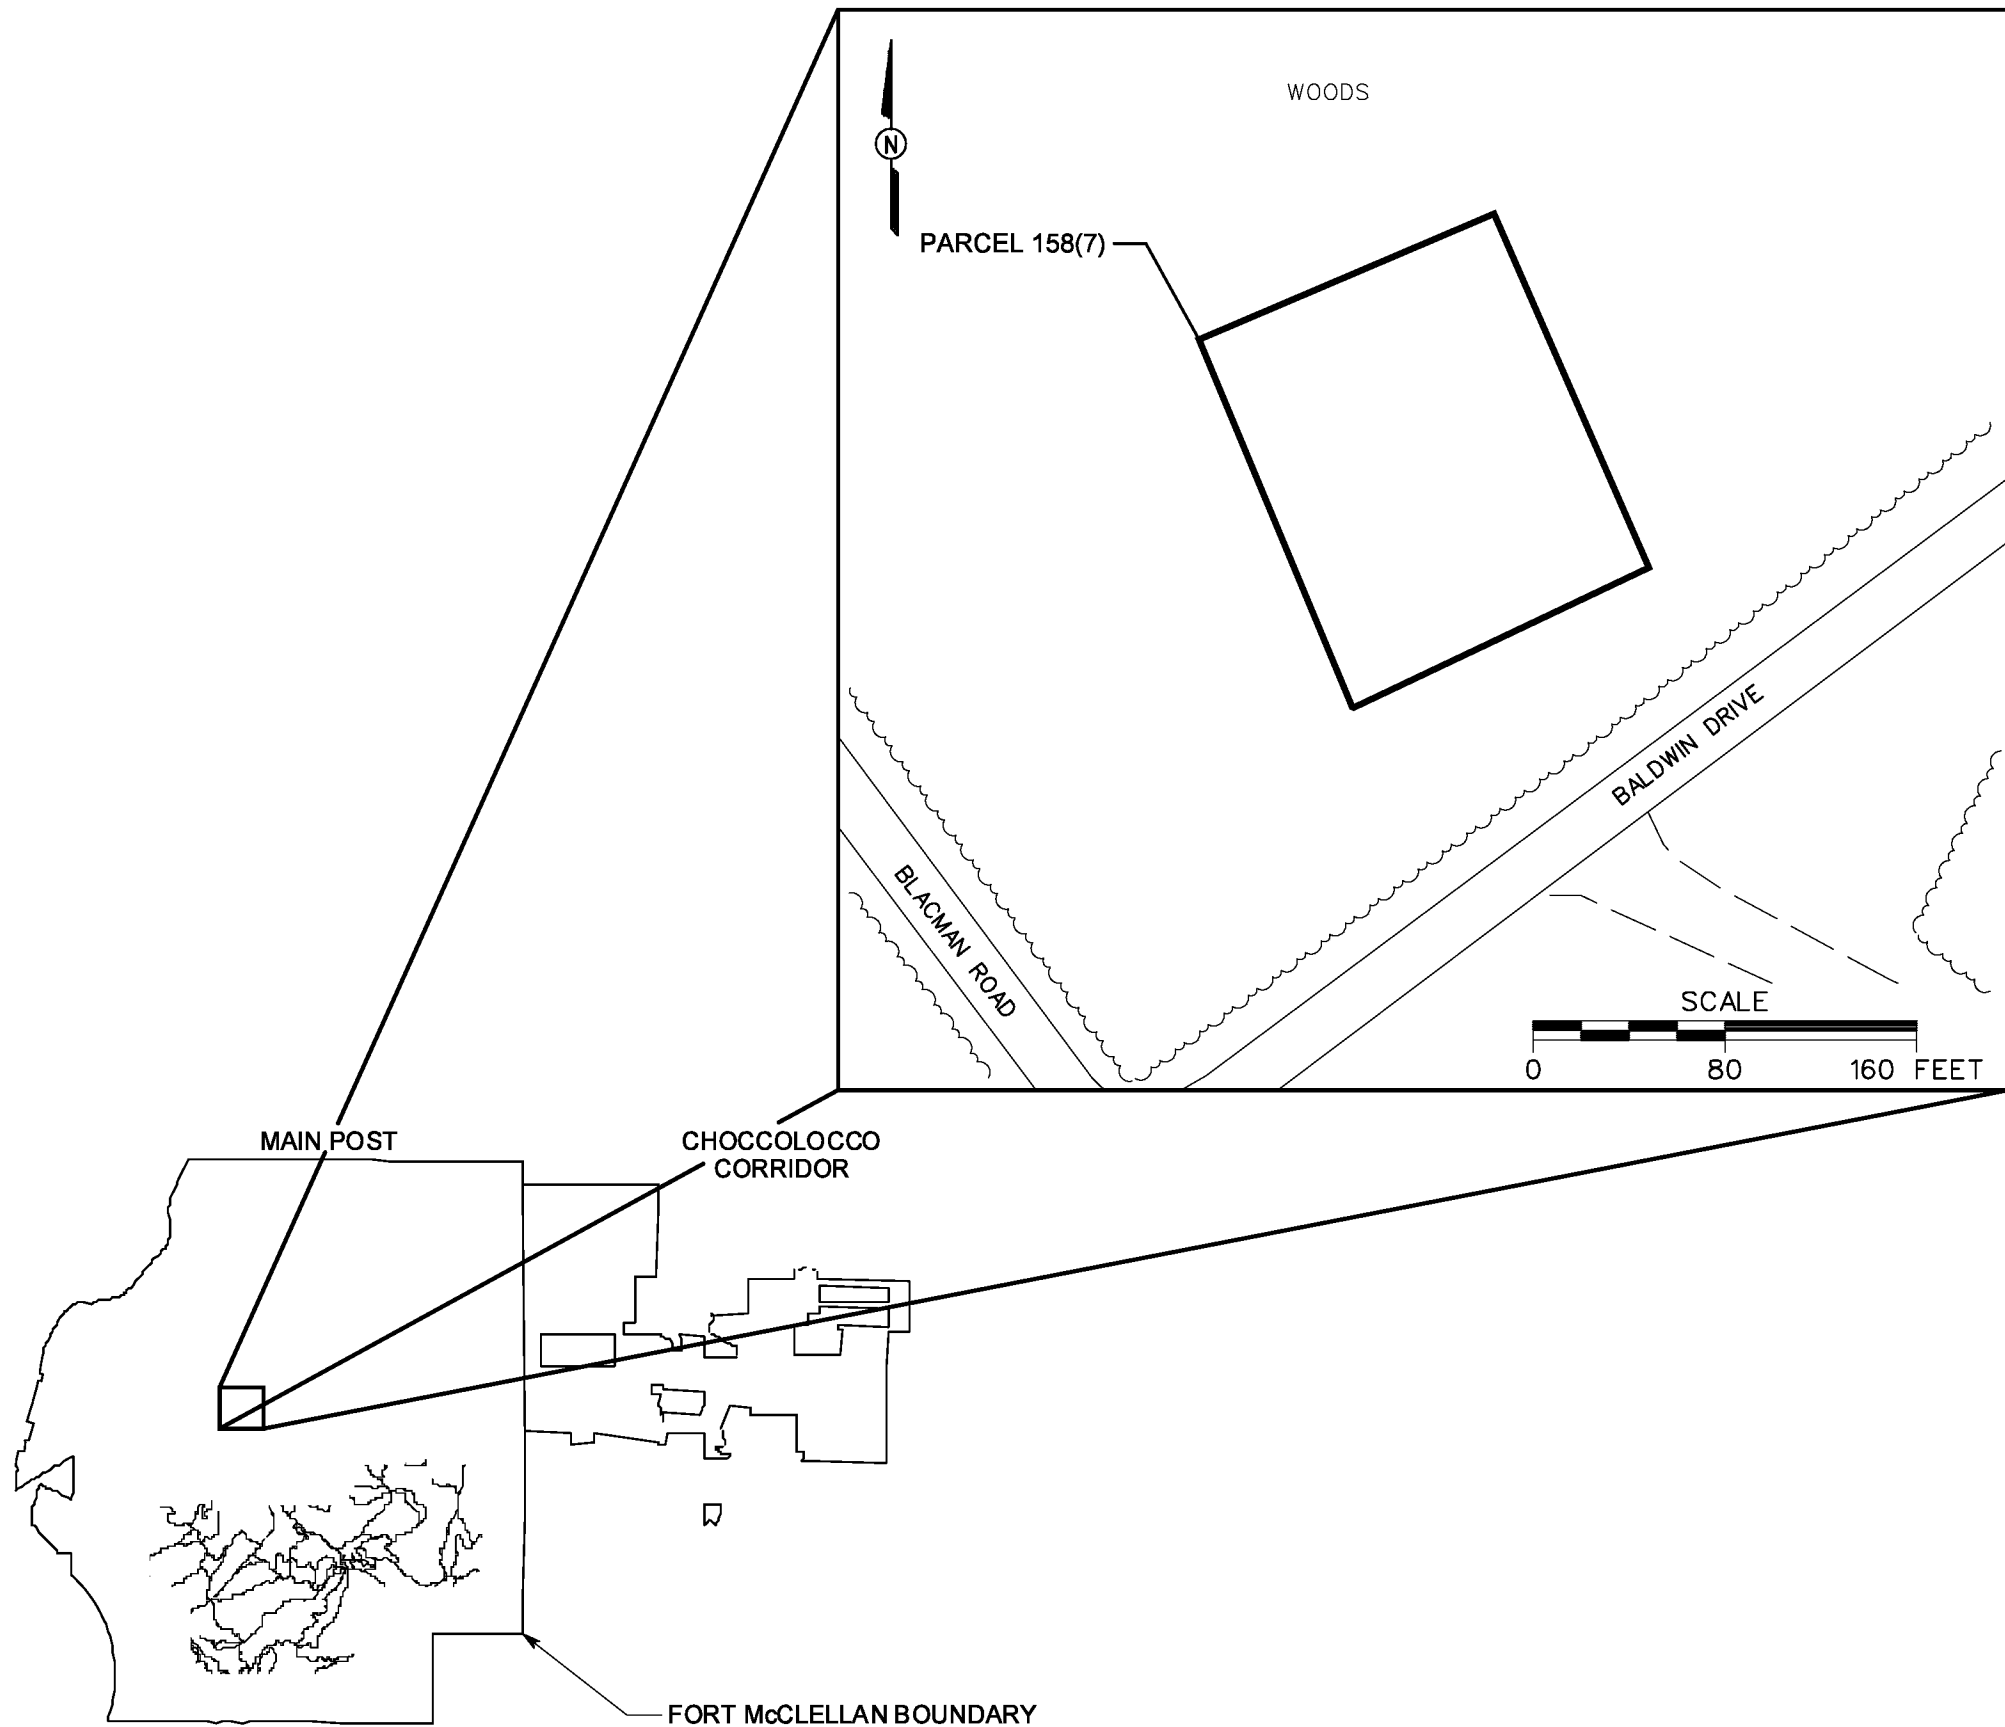 WOODS
N
PARCEL 158(7)
BALDWIN DRIVE
BLACMAN ROAD
SCALE
0 80 160 FEET
MAIN POST
CHOCCOLOCCO
CORRIDOR
FORT McCLELLAN BOUNDARY